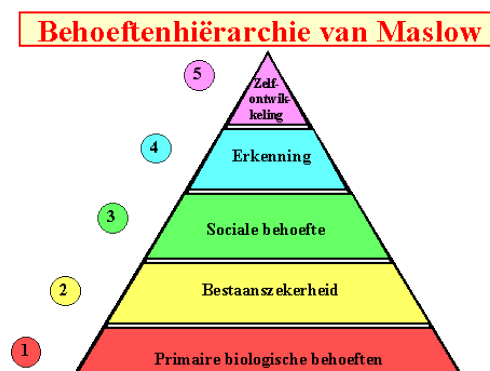 Behoeftenhiërarchie van Maslow
5
Zelf-
ontwik-
keling
4
Erkenning
3
Sociale behoefte
2
Bestaanszekerheid
1
Primaire biologische behoeften